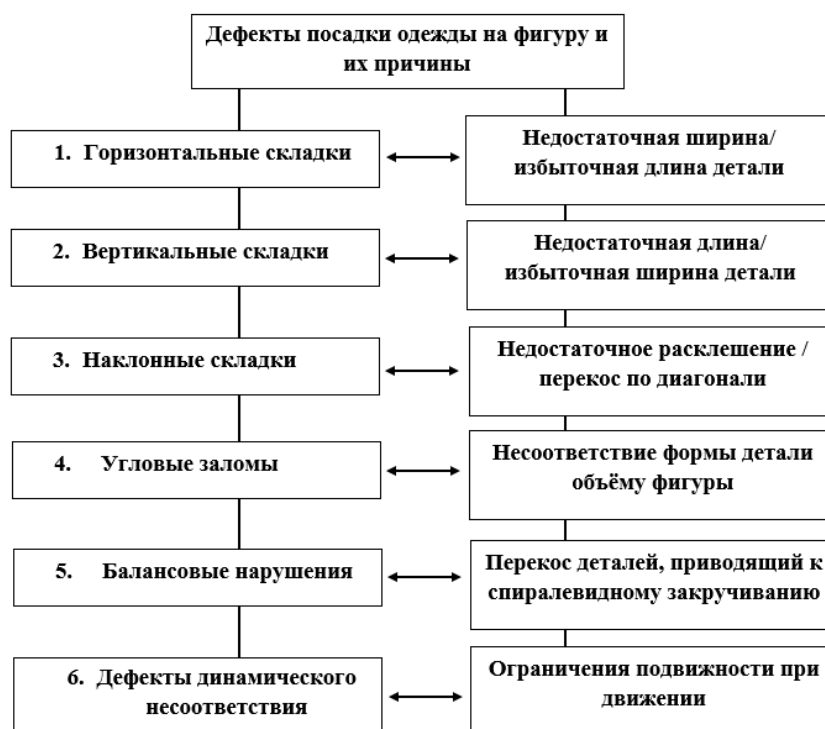 Дефекты посадки одежды на фигуру и
их причины
1. Горизонтальные складки
Недостаточная ширина/
избыточная длина детали
2. Вертикальные складки
Недостаточная длина/
избыточная ширина детали
3. Наклонные складки
Недостаточное расклешение /
перекос по диагонали
4. Угловые заломы
Несоответствие формы детали
объёму фигуры
5. Балансовые нарушения
Перекос деталей, приводящий к
спиралевидному закручиванию
6. Дефекты динамического
несоответствия
Ограничения подвижности при
движении